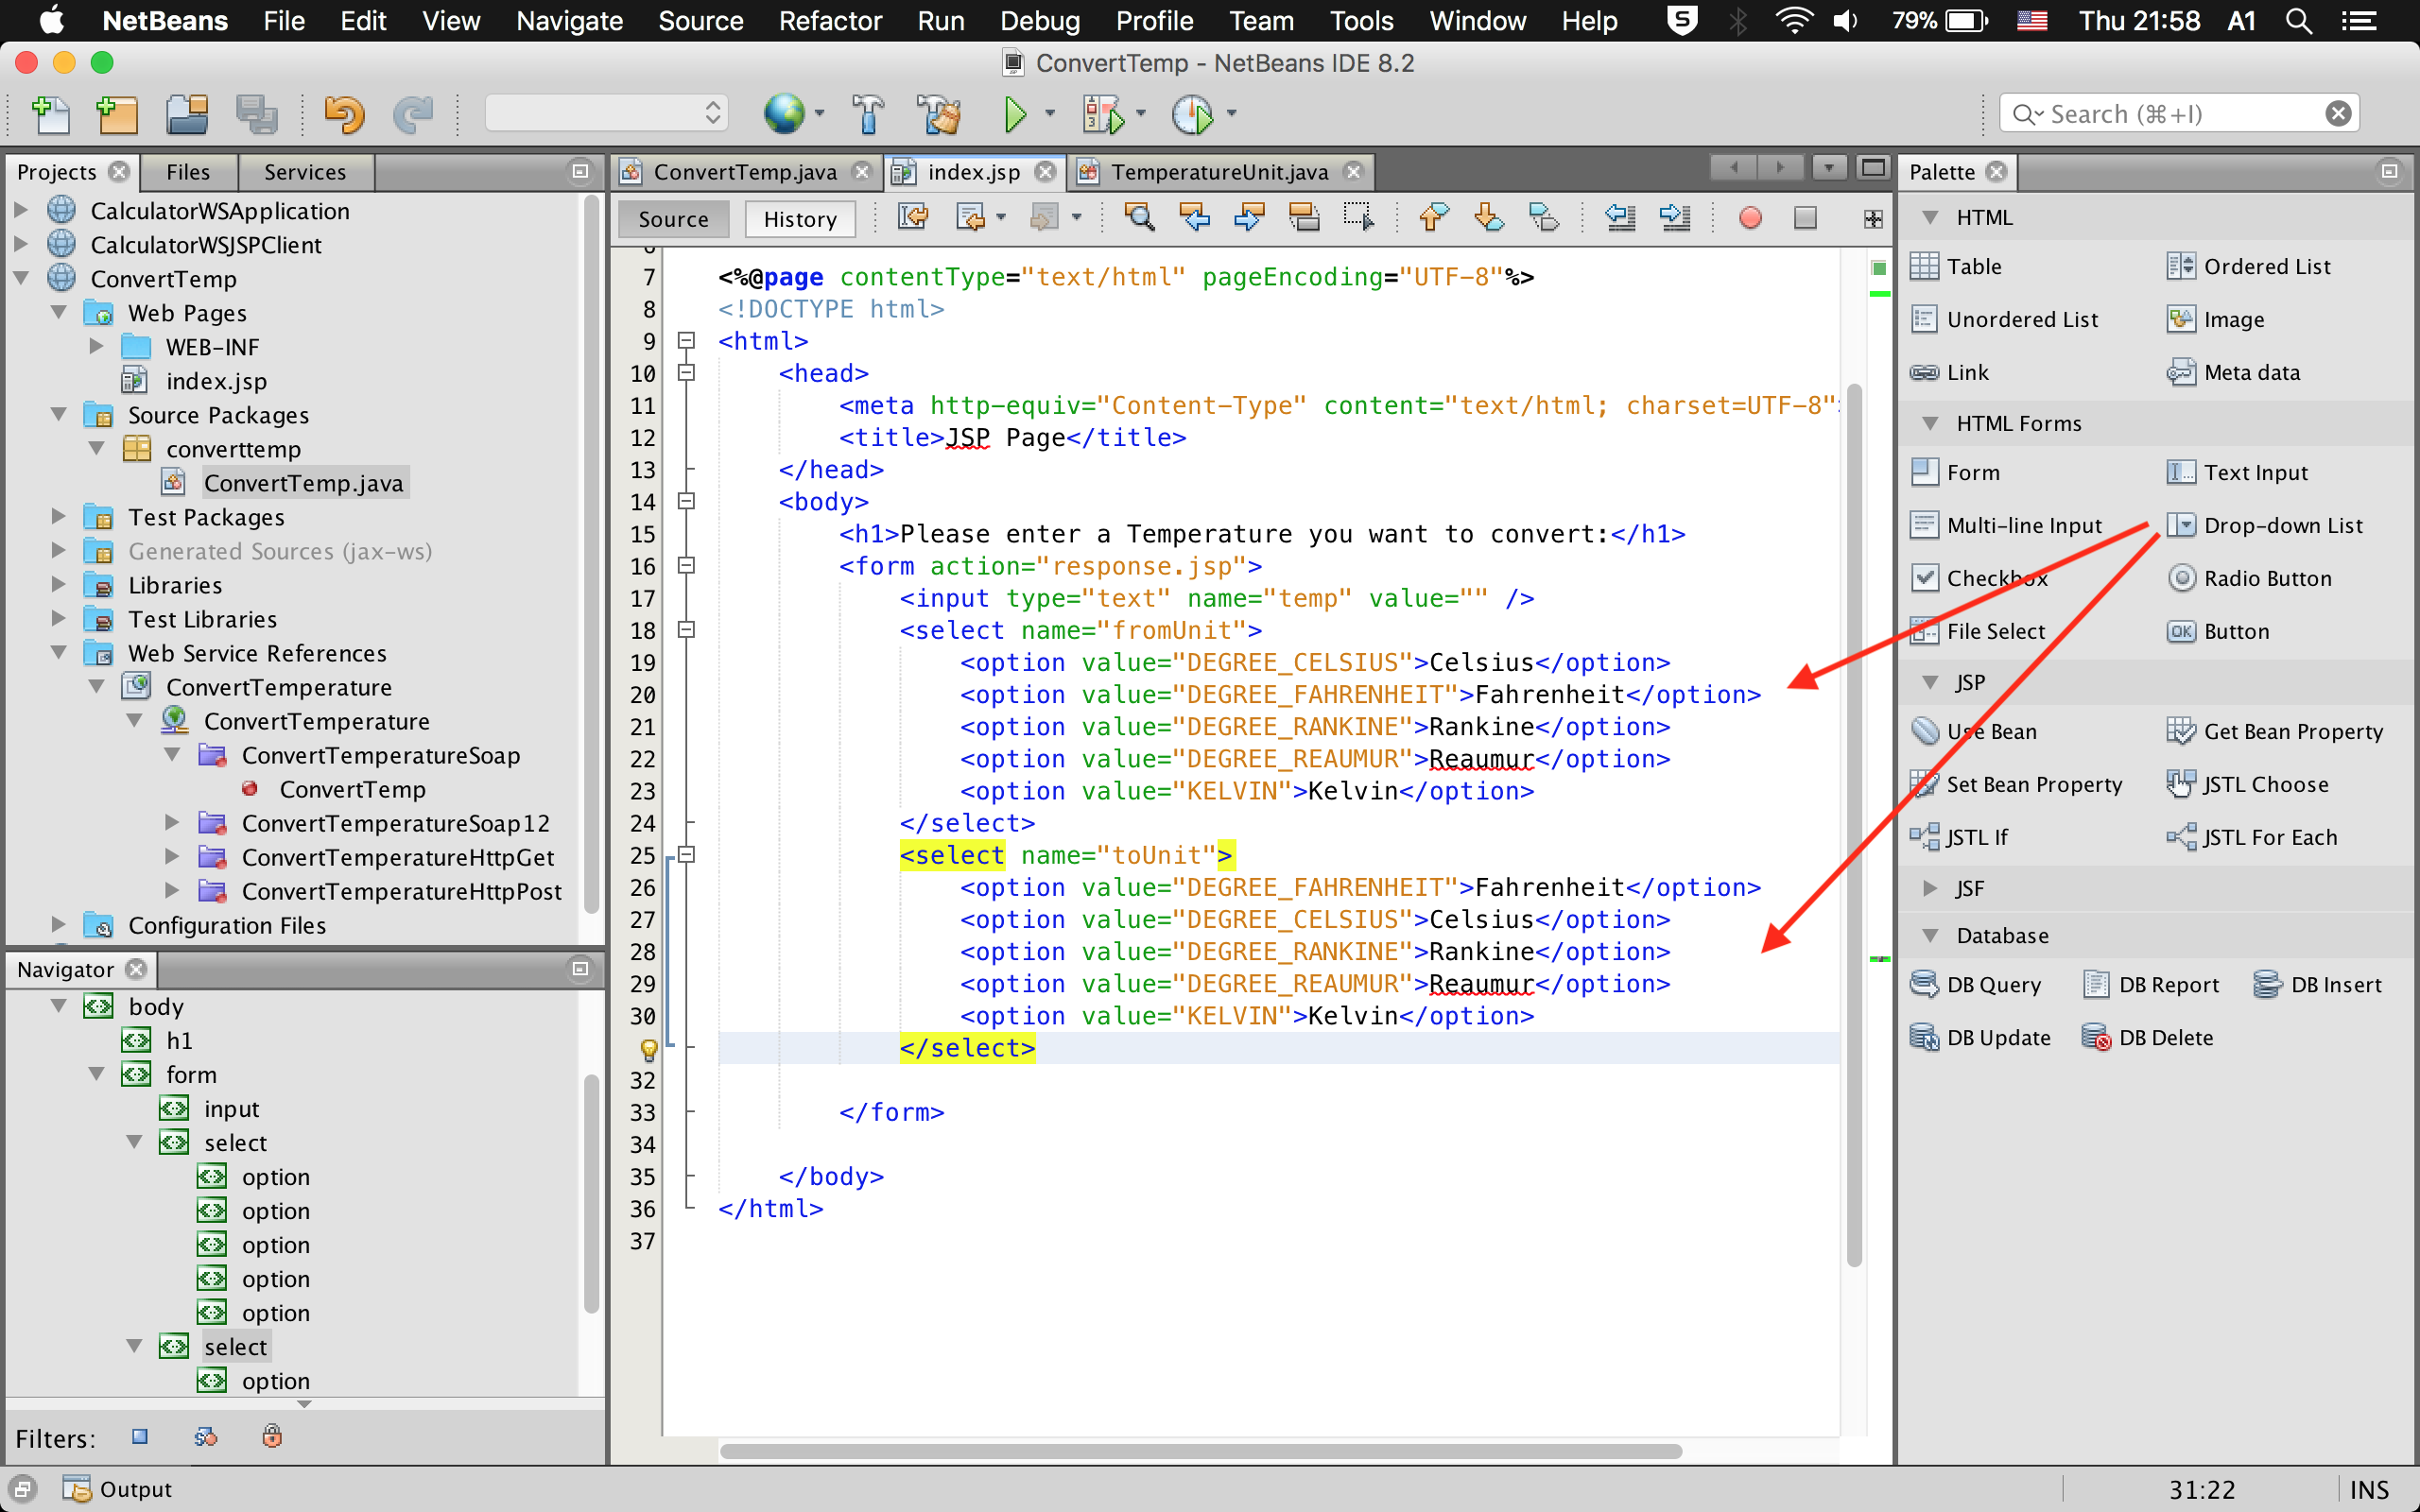 NetBeans File Edit View Navigate Source Refactor Run Debug Profile Team Tools Window Help 79% Thu 21:58 A1
ConvertTemp - NetBeans IDE 8.2
Search (⌘+I)
Projects Files Services
CalculatorWSApplication
CalculatorWSJSPClient
ConvertTemp
Web Pages
WEB-INF
index.jsp
Source Packages
converttemp
ConvertTemp.java
Test Packages
Generated Sources (jax-ws)
Libraries
Test Libraries
Web Service References
ConvertTemperature
ConvertTemperature
ConvertTemperatureSoap
ConvertTemp
ConvertTemperatureSoap12
ConvertTemperatureHttpGet
ConvertTemperatureHttpPost
Configuration Files
Navigator
body
h1
form
input
select
option
option
option
option
option
select
option
Filters:
ConvertTemp.java index.jsp TemperatureUnit.java
Source History
7 <%@page contentType="text/html" pageEncoding="UTF-8"%>
8 <!DOCTYPE html>
9 <html>
10 <head>
11 <meta http-equiv="Content-Type" content="text/html; charset=UTF-8"
12 <title>JSP Page</title>
13 </head>
14 <body>
15 <h1>Please enter a Temperature you want to convert:</h1>
16 <form action="response.jsp">
17 <input type="text" name="temp" value="" />
18 <select name="fromUnit">
19 <option value="DEGREE_CELSIUS">Celsius</option>
20 <option value="DEGREE_FAHRENHEIT">Fahrenheit</option>
21 <option value="DEGREE_RANKINE">Rankine</option>
22 <option value="DEGREE_REAUMUR">Reaumur</option>
23 <option value="KELVIN">Kelvin</option>
24 </select>
25 <select name="toUnit">
26 <option value="DEGREE_FAHRENHEIT">Fahrenheit</option>
27 <option value="DEGREE_CELSIUS">Celsius</option>
28 <option value="DEGREE_RANKINE">Rankine</option>
29 <option value="DEGREE_REAUMUR">Reaumur</option>
30 <option value="KELVIN">Kelvin</option>
</select>
32
33 </form>
34
35 </body>
36 </html>
37
Palette
HTML
Table Ordered List
Unordered List Image
Link Meta data
HTML Forms
Form Text Input
Multi-line Input Drop-down List
Checkbox Radio Button
File Select Button
JSP
Use Bean Get Bean Property
Set Bean Property JSTL Choose
JSTL If JSTL For Each
JSF
Database
DB Query DB Report DB Insert
DB Update DB Delete
Output 31:22 INS